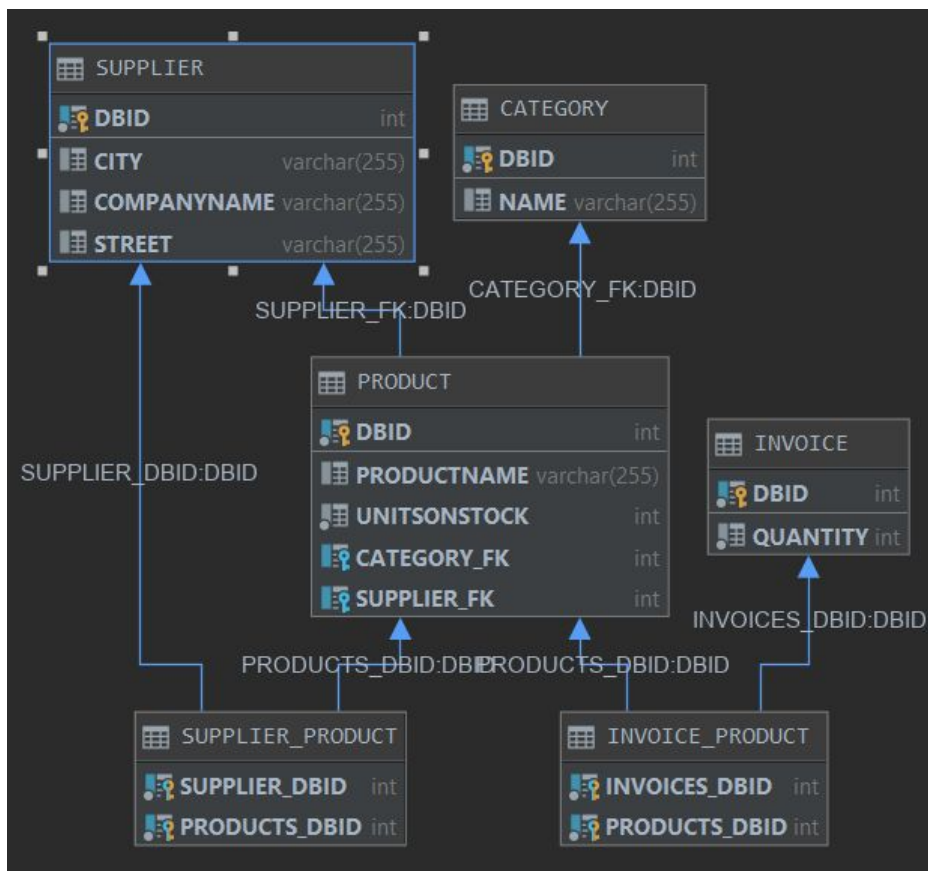 SUPPLIER
DBID int
CITY varchar(255)
COMPANYNAME varchar(255)
STREET varchar(255)
CATEGORY
DBID int
NAME varchar(255)
CATEGORY_FK:DBID
SUPPLIER_FK:DBID
PRODUCT
DBID int
PRODUCTNAME varchar(255)
UNITSONSTOCK int
CATEGORY_FK int
SUPPLIER_FK int
INVOICE
DBID int
QUANTITY int
SUPPLIER_DBID:DBID
INVOICES_DBID:DBID
PRODUCTS_DBID:DBID
PRODUCTS_DBID:DBID
SUPPLIER_PRODUCT
SUPPLIER_DBID int
PRODUCTS_DBID int
INVOICE_PRODUCT
INVOICES_DBID int
PRODUCTS_DBID int